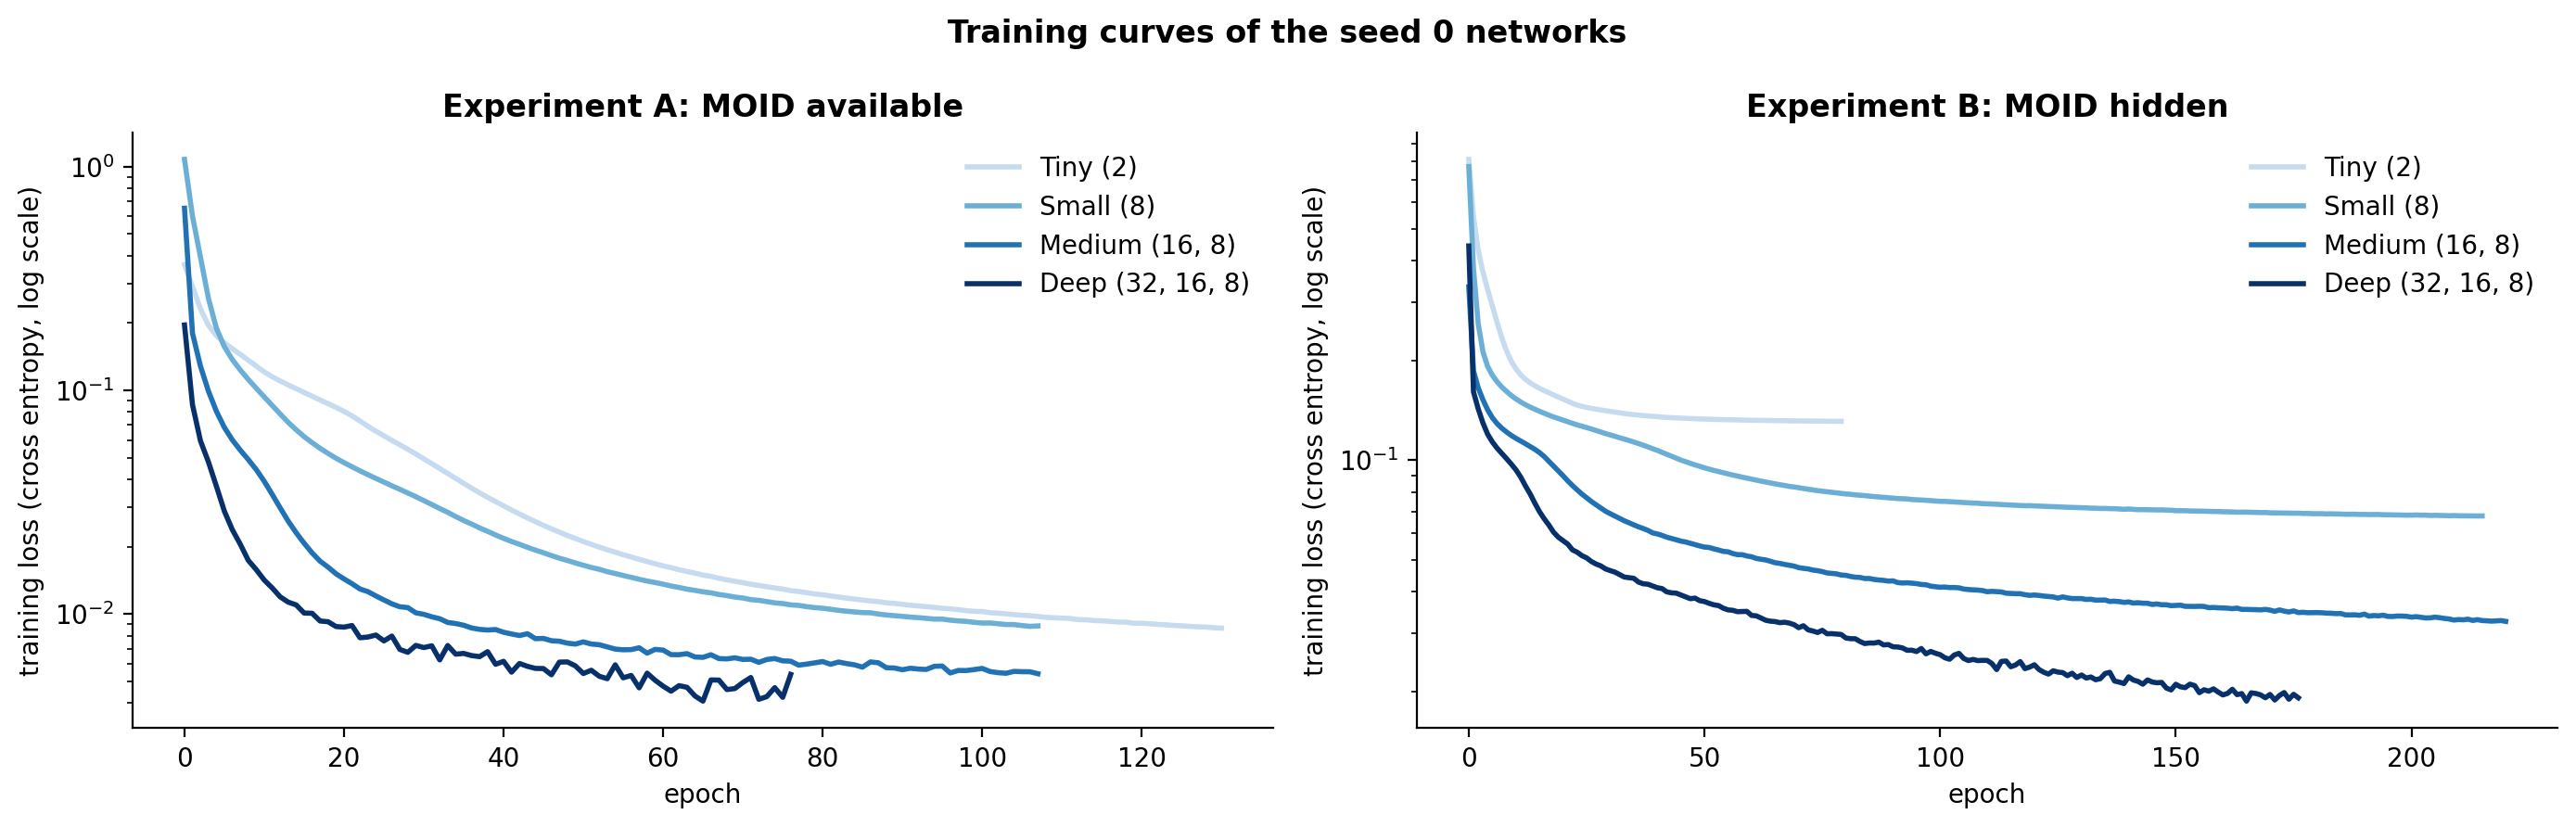 Training curves of the seed 0 networks
Experiment A: MOID available
training loss (cross entropy, log scale)
10⁰
10⁻¹
10⁻²
Tiny (2)
Small (8)
Medium (16, 8)
Deep (32, 16, 8)
0 20 40 60 80 100 120
epoch
Experiment B: MOID hidden
training loss (cross entropy, log scale)
10⁻¹
Tiny (2)
Small (8)
Medium (16, 8)
Deep (32, 16, 8)
0 50 100 150 200
epoch